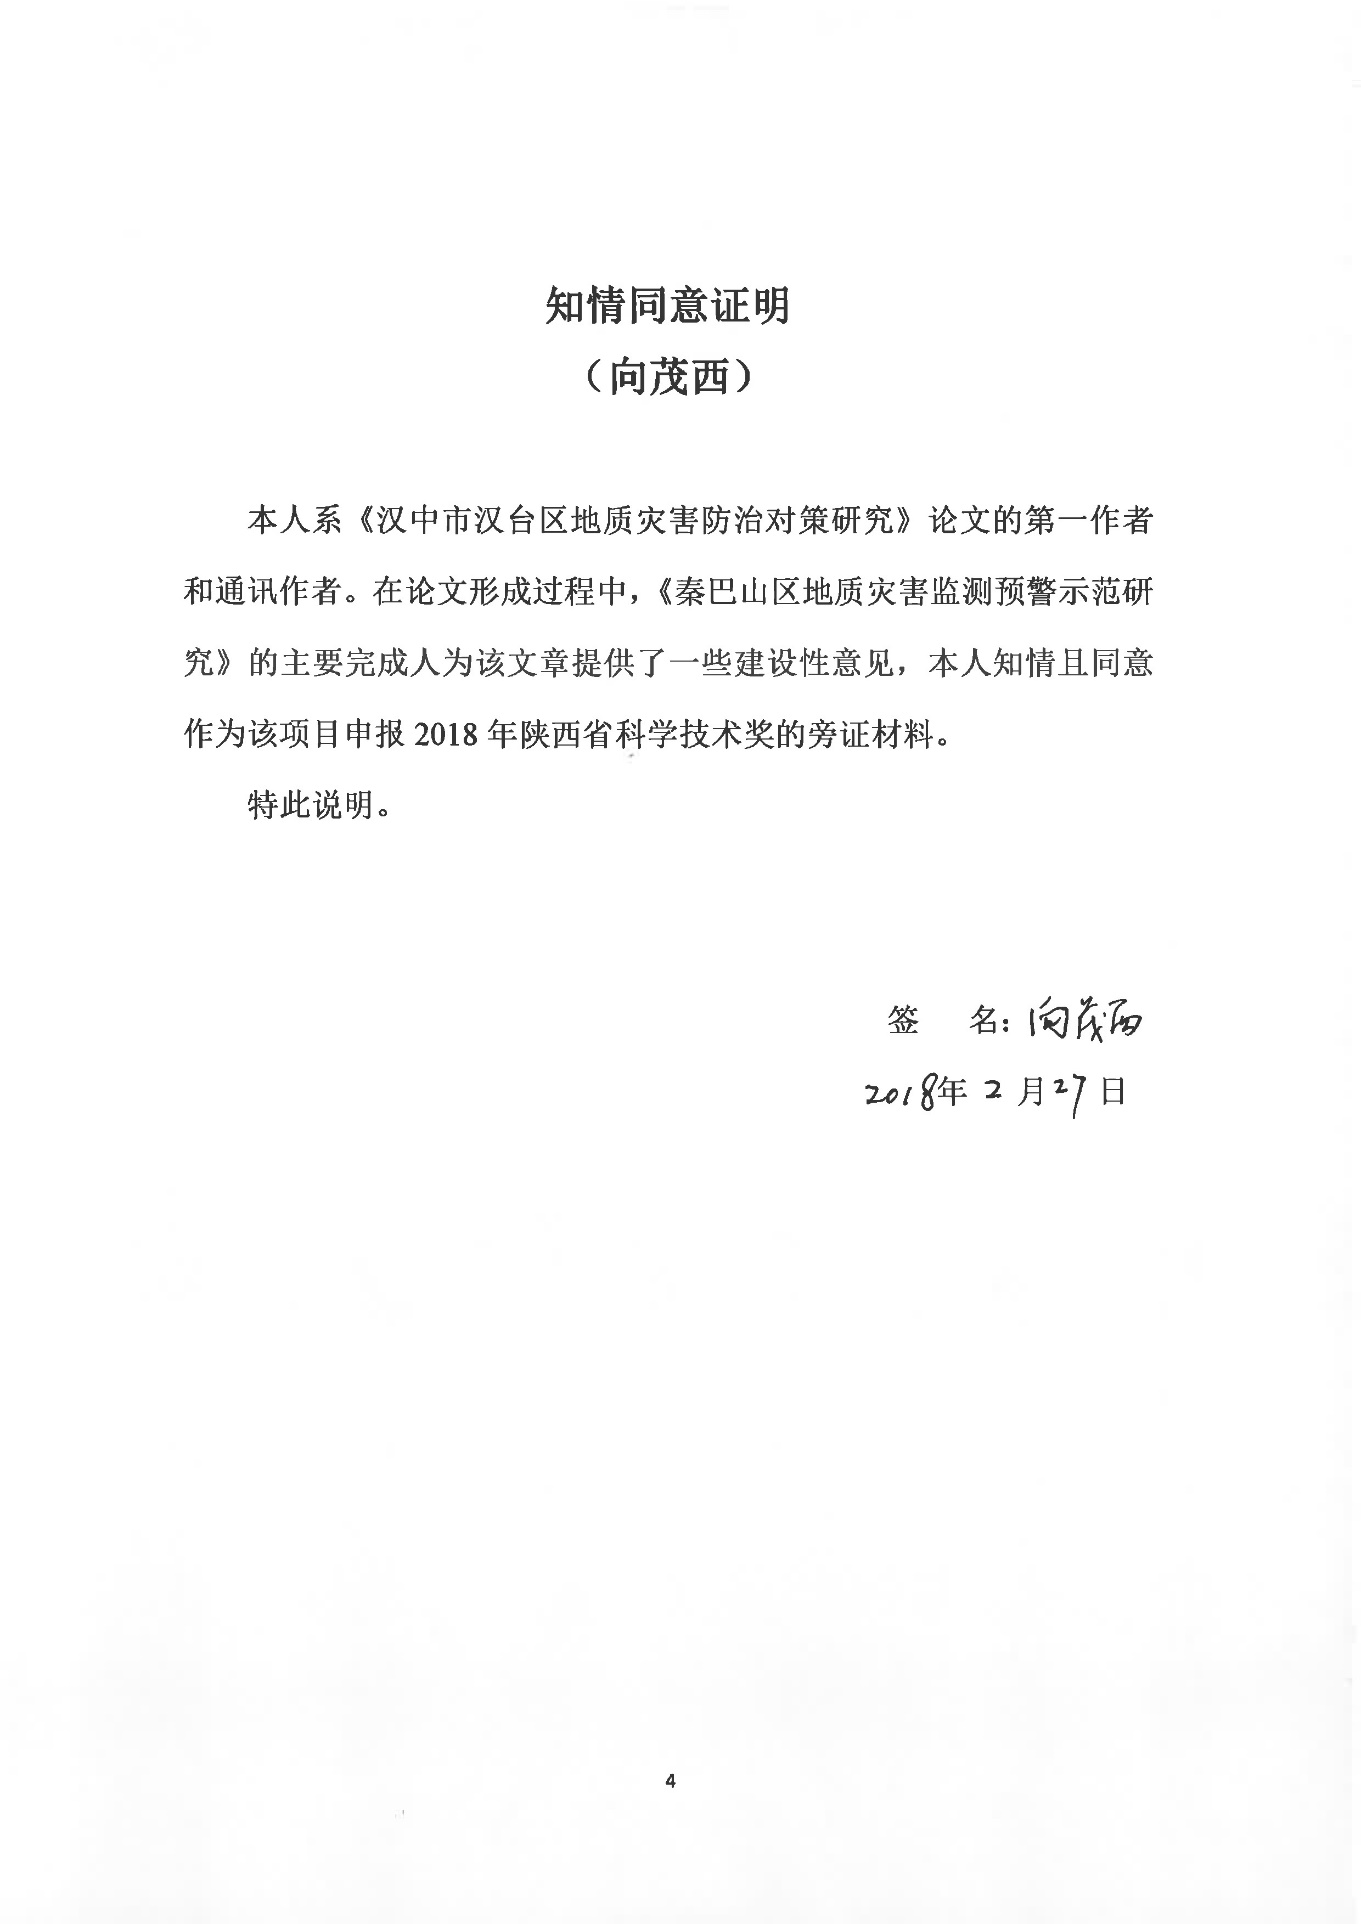 知情同意证明
（向茂西）
本人系《汉中市汉台区地质灾害防治对策研究》论文的第一作者
和通讯作者。在论文形成过程中，《秦巴山区地质灾害监测预警示范研
究》的主要完成人为该文章提供了一些建设性意见，本人知情且同意
作为该项目申报 2018 年陕西省科学技术奖的旁证材料。
特此说明。
签 名：向茂西
2018年 2 月27日
4